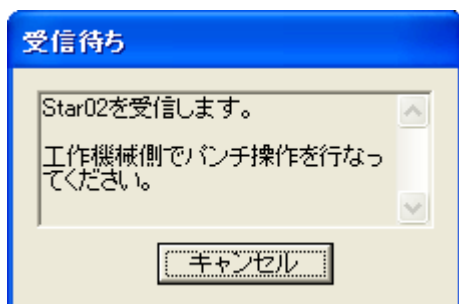 受信待ち
Star02を受信します。
工作機械側でパンチ操作を行なっ
てください。
キャンセル